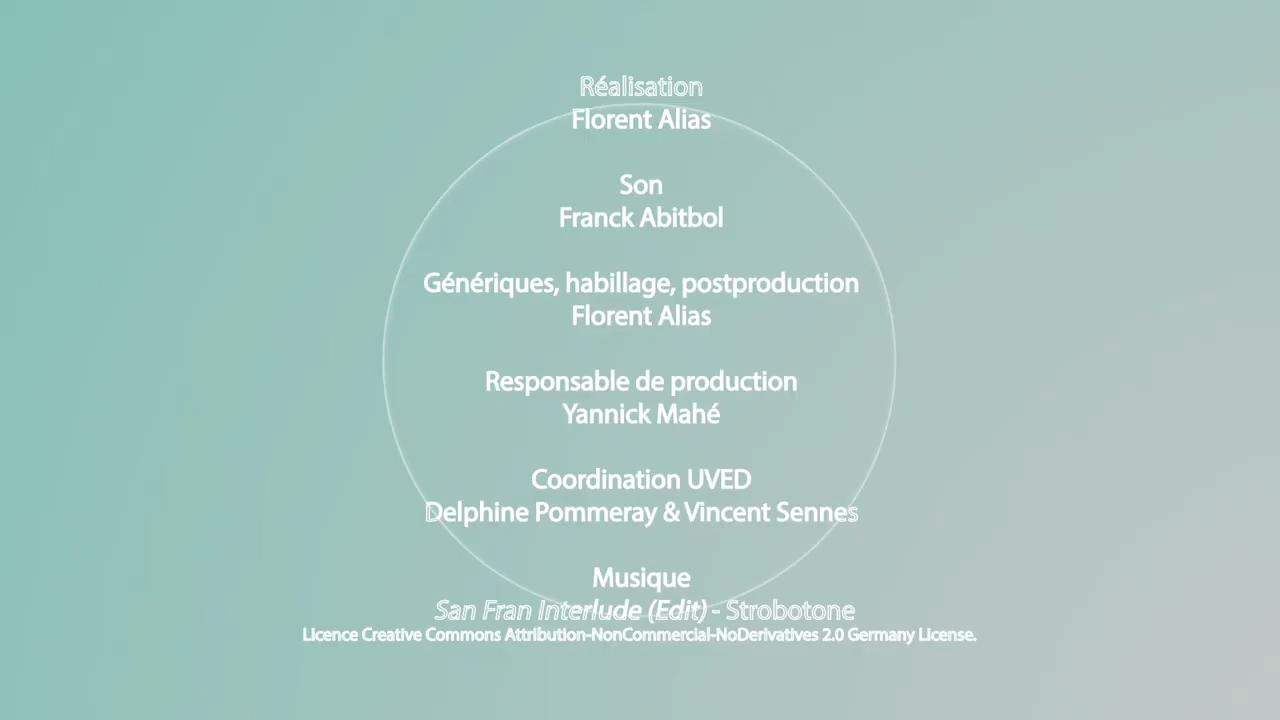 Réalisation
Florent Alias
Son
Franck Abitbol
Génériques, habillage, postproduction
Florent Alias
Responsable de production
Yannick Mahé
Coordination UVED
Delphine Pommeray & Vincent Sennes
Musique
San Fran Interlude (Edit) - Strobotone
Licence Creative Commons Attribution-NonCommercial-NoDerivatives 2.0 Germany License.